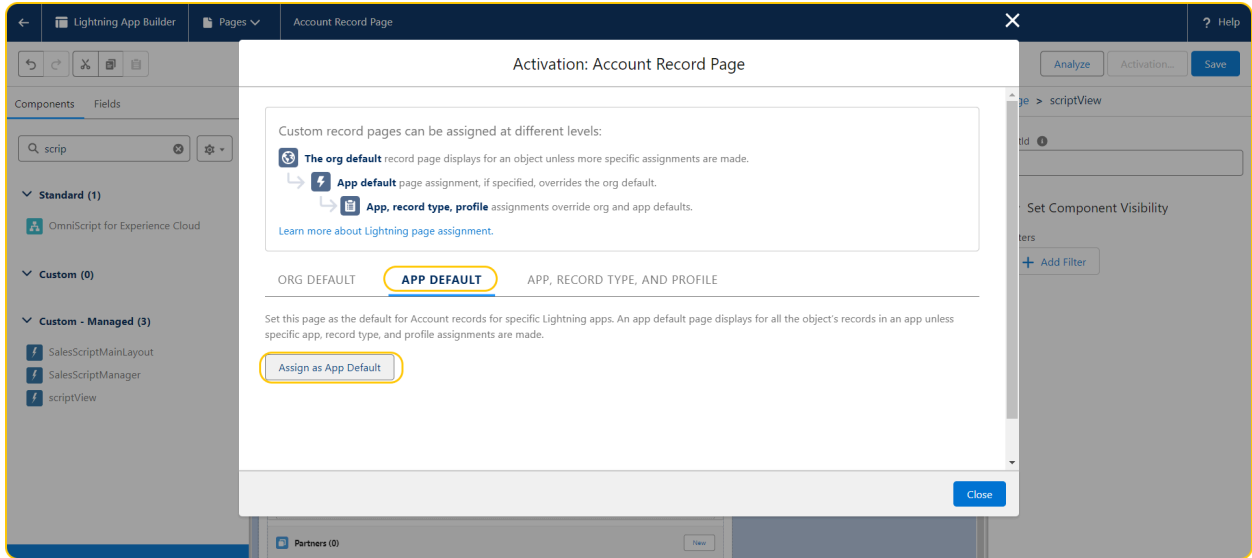 Lightning App Builder
Pages
Account Record Page
? Help
Analyze
Activation...
Save
Activation: Account Record Page
Components
Fields
scrip
Standard (1)
OmniScript for Experience Cloud
Custom (0)
Custom - Managed (3)
SalesScriptMainLayout
SalesScriptManager
scriptView
Custom record pages can be assigned at different levels:
The org default record page displays for an object unless more specific assignments are made.
App default page assignment, if specified, overrides the org default.
App, record type, profile assignments override org and app defaults.
Learn more about Lightning page assignment.
ORG DEFAULT
APP DEFAULT
APP, RECORD TYPE, AND PROFILE
Set this page as the default for Account records for specific Lightning apps. An app default page displays for all the object's records in an app unless
specific app, record type, and profile assignments are made.
Assign as App Default
Close
> scriptView
Set Component Visibility
+ Add Filter
Partners (0)
New